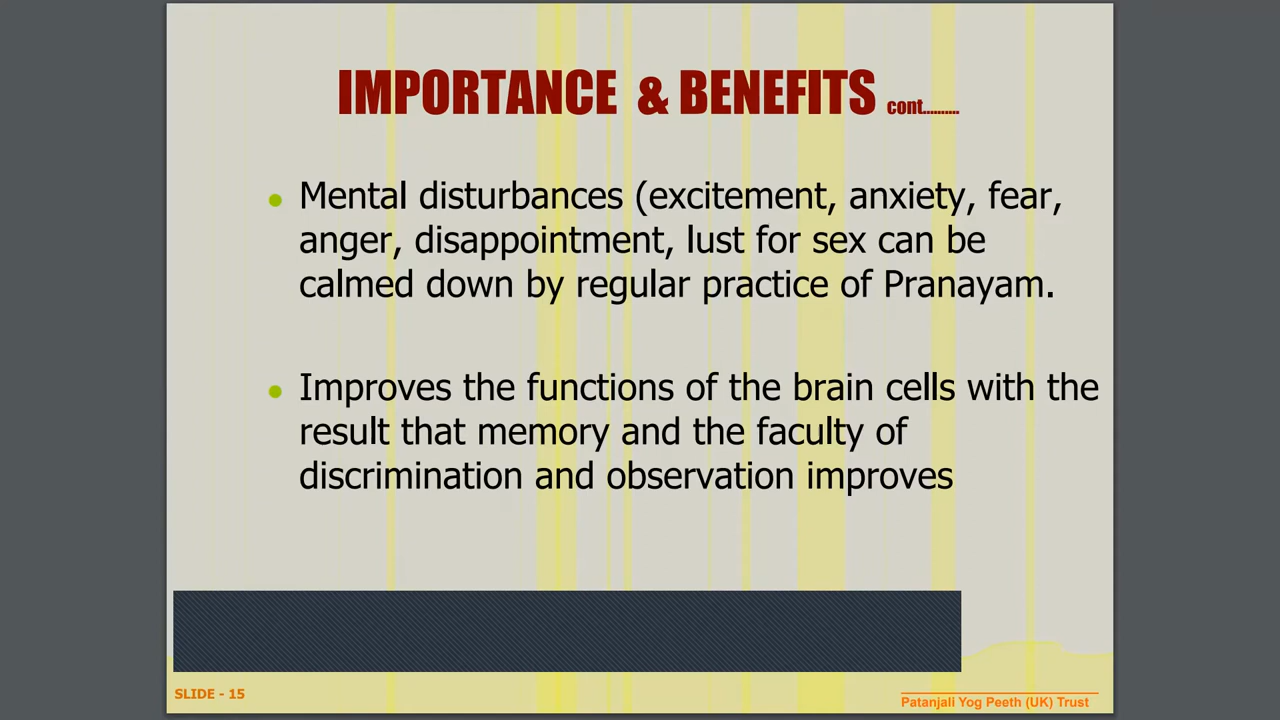 IMPORTANCE & BENEFITS cont..........
Mental disturbances (excitement, anxiety, fear,
anger, disappointment, lust for sex can be
calmed down by regular practice of Pranayam.
Improves the functions of the brain cells with the
result that memory and the faculty of
discrimination and observation improves
SLIDE - 15
Patanjali Yog Peeth (UK) Trust